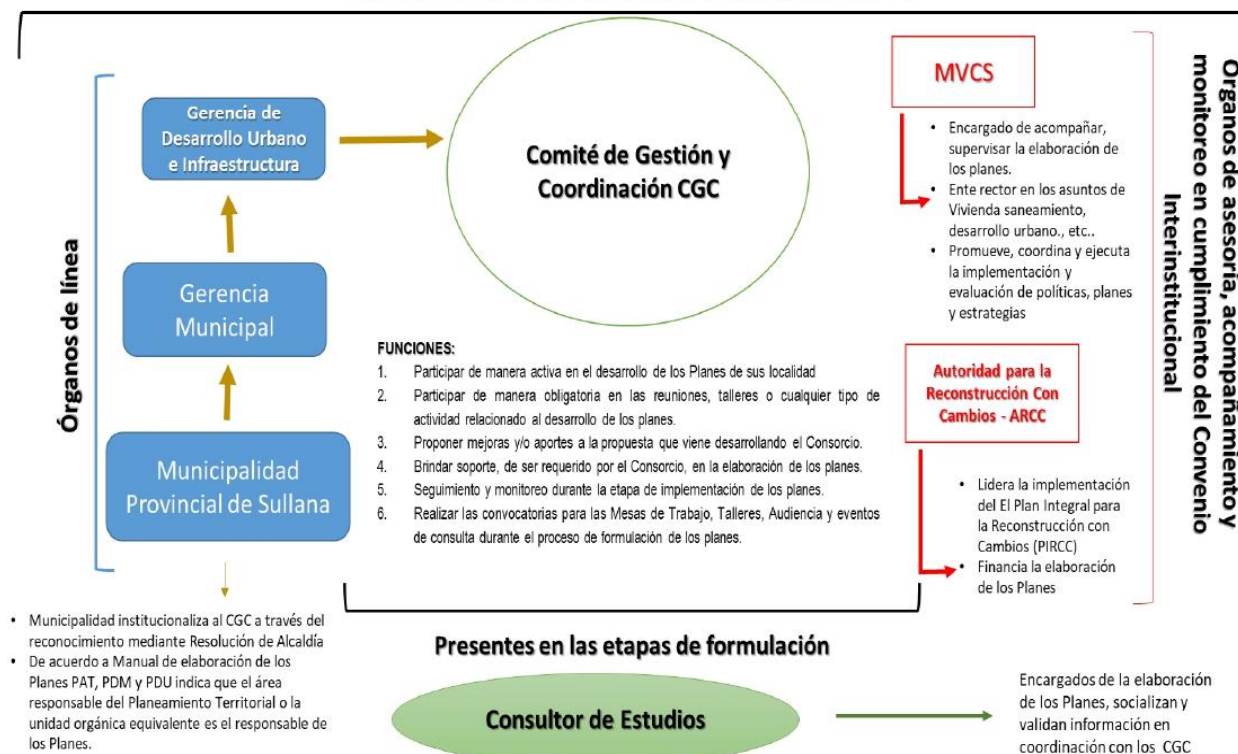 Órganos de línea
Gerencia de
Desarrollo Urbano
e Infraestructura
Gerencia
Municipal
Municipalidad
Provincial de Sullana
• Municipalidad institucionaliza al CGC a través del
reconocimiento mediante Resolución de Alcaldía
• De acuerdo a Manual de elaboración de los
Planes PAT, PDM y PDU indica que el área
responsable del Planeamiento Territorial o la
unidad orgánica equivalente es el responsable de
los Planes.
Comité de Gestión y
Coordinación CGC
FUNCIONES:
1. Participar de manera activa en el desarrollo de los Planes de sus localidad
2. Participar de manera obligatoria en las reuniones, talleres o cualquier tipo de
actividad relacionado al desarrollo de los planes.
3. Proponer mejoras y/o aportes a la propuesta que viene desarrollando el Consorcio.
4. Brindar soporte, de ser requerido por el Consorcio, en la elaboración de los planes.
5. Seguimiento y monitoreo durante la etapa de implementación de los planes.
6. Realizar las convocatorias para las Mesas de Trabajo, Talleres, Audiencia y eventos
de consulta durante el proceso de formulación de los planes.
MVCS
• Encargado de acompañar,
supervisar la elaboración de
los planes.
• Ente rector en los asuntos de
Vivienda saneamiento,
desarrollo urbano., etc..
• Promueve, coordina y ejecuta
la implementación y
evaluación de políticas, planes
y estrategias
Autoridad para la
Reconstrucción Con
Cambios - ARCC
• Lidera la implementación
del El Plan Integral para
la Reconstrucción con
Cambios (PIRCC)
• Financia la elaboración
de los Planes
Organos de asesoría, acompañamiento y
monitoreo en cumplimiento del Convenio
Interinstitucional
Presentes en las etapas de formulación
Consultor de Estudios
Encargados de la elaboración
de los Planes, socializan y
validan información en
coordinación con los CGC